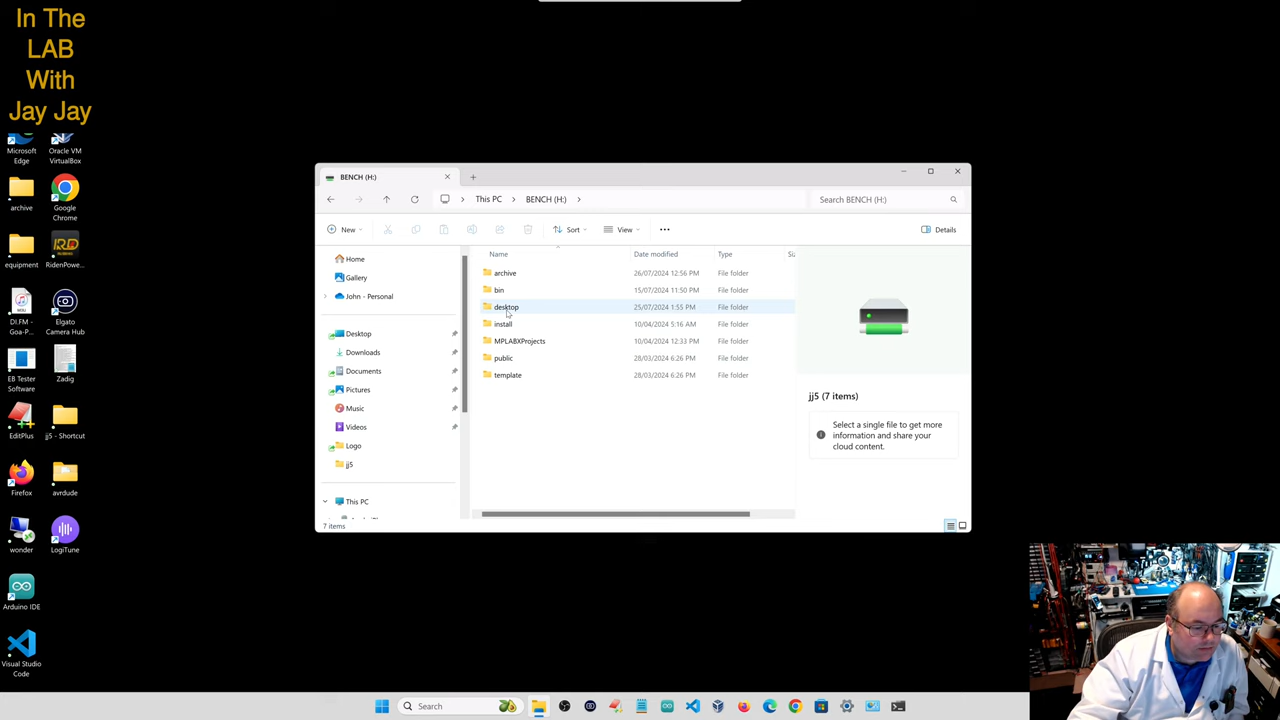 In The
LAB
With
Jay Jay
Microsoft
Edge
Oracle VM
VirtualBox
archive
Google
Chrome
equipment
RidenPowe...
DI.FM -
Goa-P...
Elgato
Camera Hub
EB Tester
Software
Zadig
EditPlus
jj5 - Shortcut
Firefox
avrdude
wonder
LogiTune
Arduino IDE
Visual Studio
Code
BENCH (H:)
This PC
BENCH (H:)
Search BENCH (H:)
New
Sort
View
Details
Home
Gallery
John - Personal
Desktop
Downloads
Documents
Pictures
Music
Videos
Logo
jj5
This PC
Name
Date modified
Type
Si
archive 26/07/2024 12:56 PM File folder
bin 15/07/2024 11:50 PM File folder
desktop 25/07/2024 1:55 PM File folder
install 10/04/2024 5:16 AM File folder
MPLABXProjects 10/04/2024 12:33 PM File folder
public 28/03/2024 6:26 PM File folder
template 28/03/2024 6:26 PM File folder
jj5 (7 items)
Select a single file to get more
information and share your
cloud content.
7 items
Search